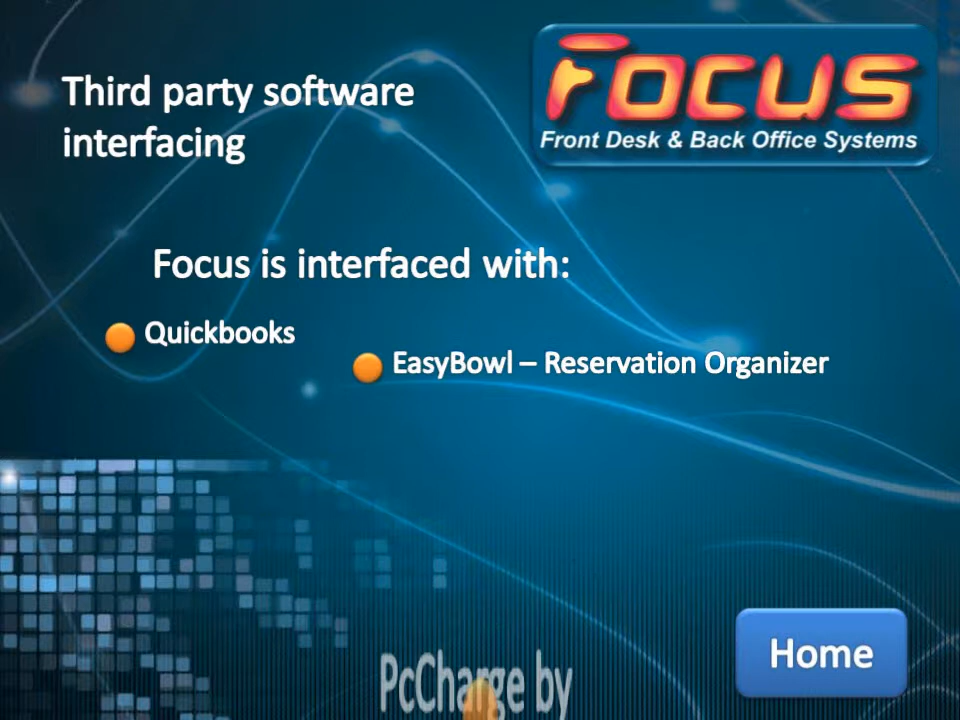 Third party software
interfacing
Focus
Front Desk & Back Office Systems
Focus is interfaced with:
Quickbooks
EasyBowl – Reservation Organizer
PcCharge by
Home